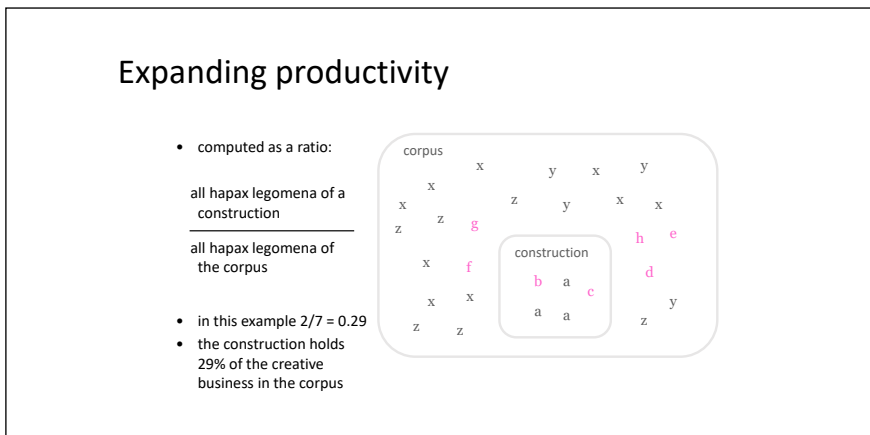 Expanding productivity
• computed as a ratio:
all hapax legomena of a
construction
all hapax legomena of
the corpus
• in this example 2/7 = 0.29
• the construction holds
29% of the creative
business in the corpus
corpus
x y x y
x
x z y x x
z z g h e
construction
x f b a c d
x x a a y
z z z